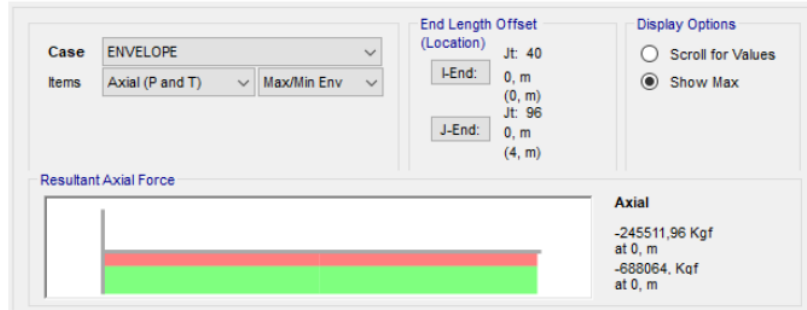 Case ENVELOPE
Items Axial (P and T) Max/Min Env
End Length Offset
(Location)
Jt: 40
I-End: 0, m
(0, m)
Jt: 96
J-End: 0, m
(4, m)
Display Options
Scroll for Values
Show Max
Resultant Axial Force
Axial
-245511,96 Kgf
at 0, m
-688064, Kgf
at 0, m